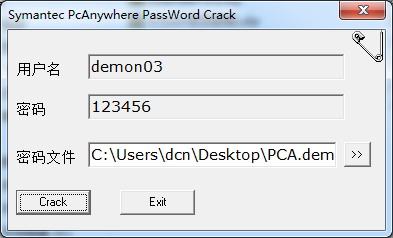 Symantec PcAnywhere PassWord Crack
用户名 demon03
密码 123456
密码文件 C:\Users\dcn\Desktop\PCA.dem >>
Crack Exit